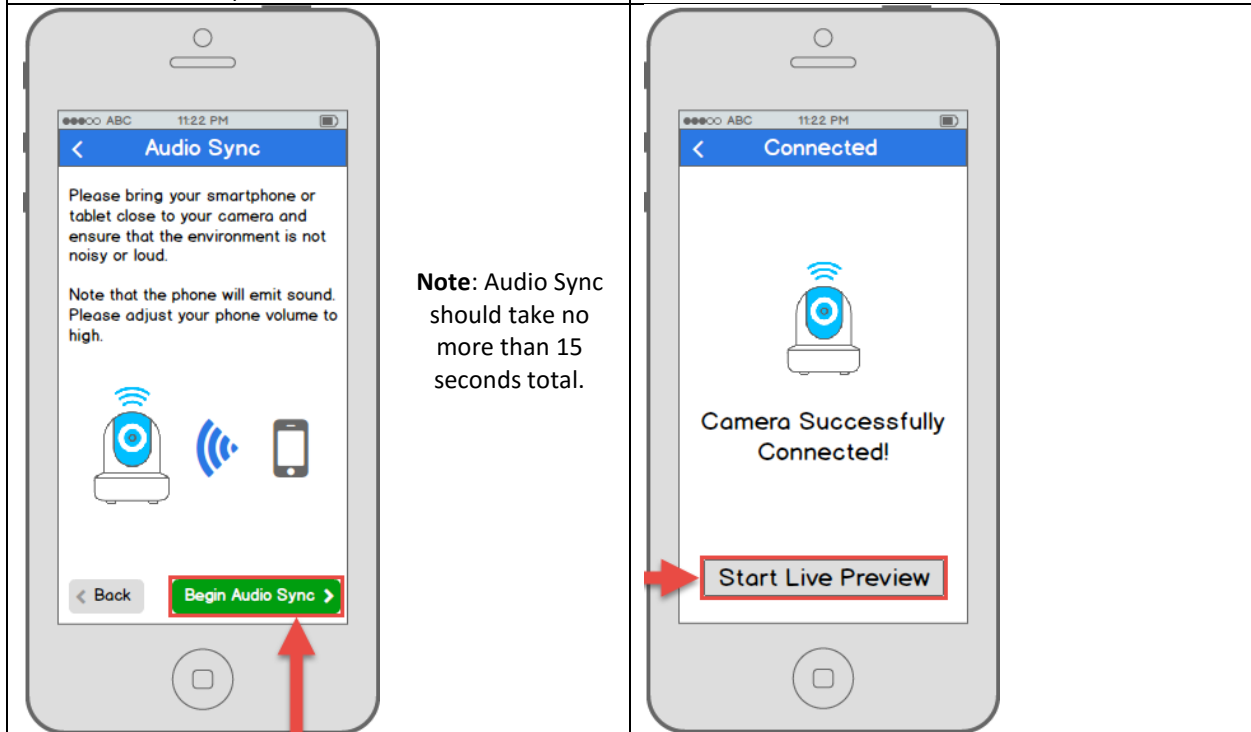 ABC 11:22 PM
Audio Sync
Please bring your smartphone or
tablet close to your camera and
ensure that the environment is not
noisy or loud.
Note that the phone will emit sound.
Please adjust your phone volume to
high.
Back
Begin Audio Sync
Note: Audio Sync
should take no
more than 15
seconds total.
ABC 11:22 PM
Connected
Camera Successfully
Connected!
Start Live Preview